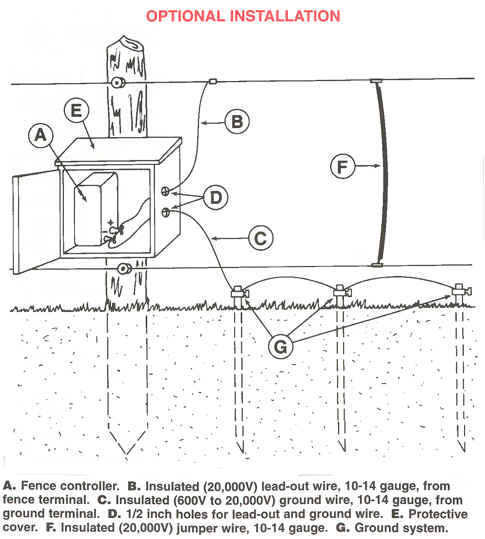 OPTIONAL INSTALLATION
E
A
B
F
D
C
+
-
G
A. Fence controller. B. Insulated (20,000V) lead-out wire, 10-14 gauge, from
fence terminal. C. Insulated (600V to 20,000V) ground wire, 10-14 gauge, from
ground terminal. D. 1/2 inch holes for lead-out and ground wire. E. Protective
cover. F. Insulated (20,000V) jumper wire, 10-14 gauge. G. Ground system.